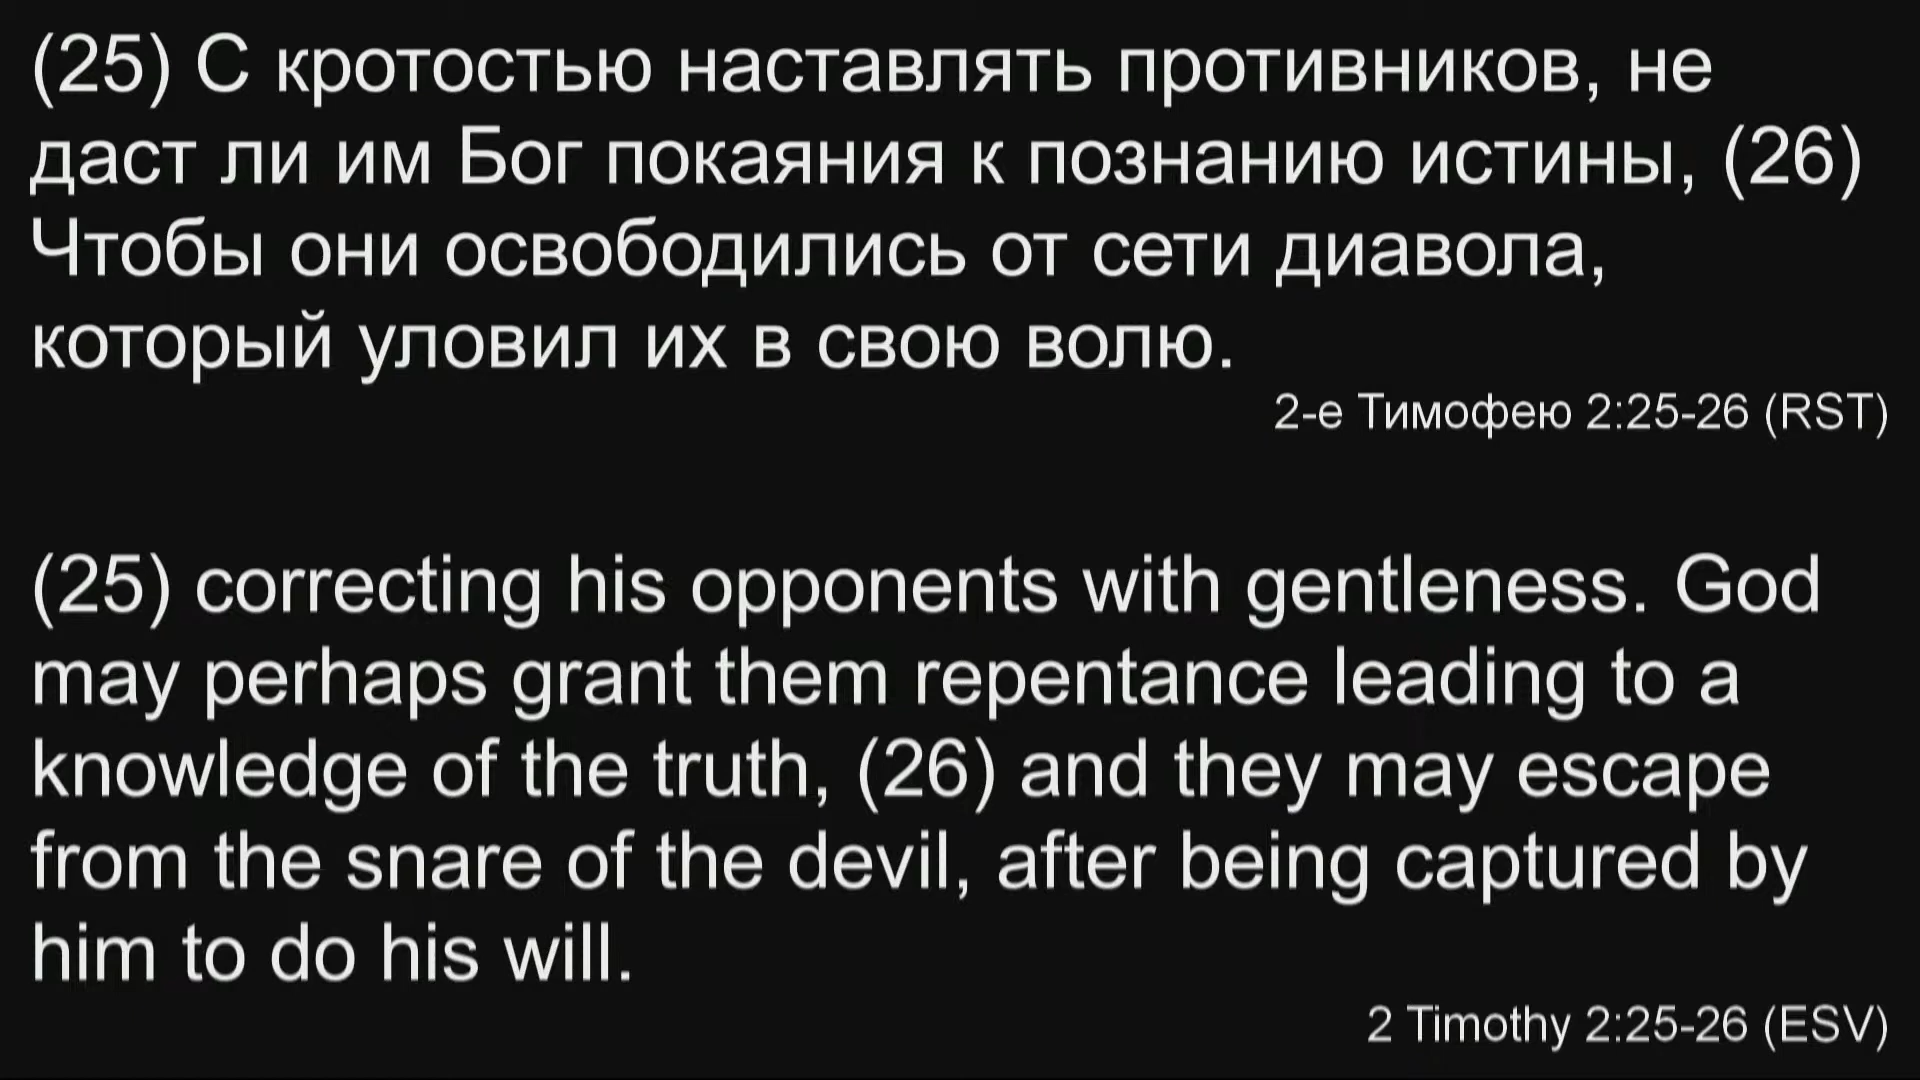 (25) С кротостью наставлять противников, не
даст ли им Бог покаяния к познанию истины, (26)
Чтобы они освободились от сети диавола,
который уловил их в свою волю.
2-е Тимофею 2:25-26 (RST)
(25) correcting his opponents with gentleness. God
may perhaps grant them repentance leading to a
knowledge of the truth, (26) and they may escape
from the snare of the devil, after being captured by
him to do his will.
2 Timothy 2:25-26 (ESV)